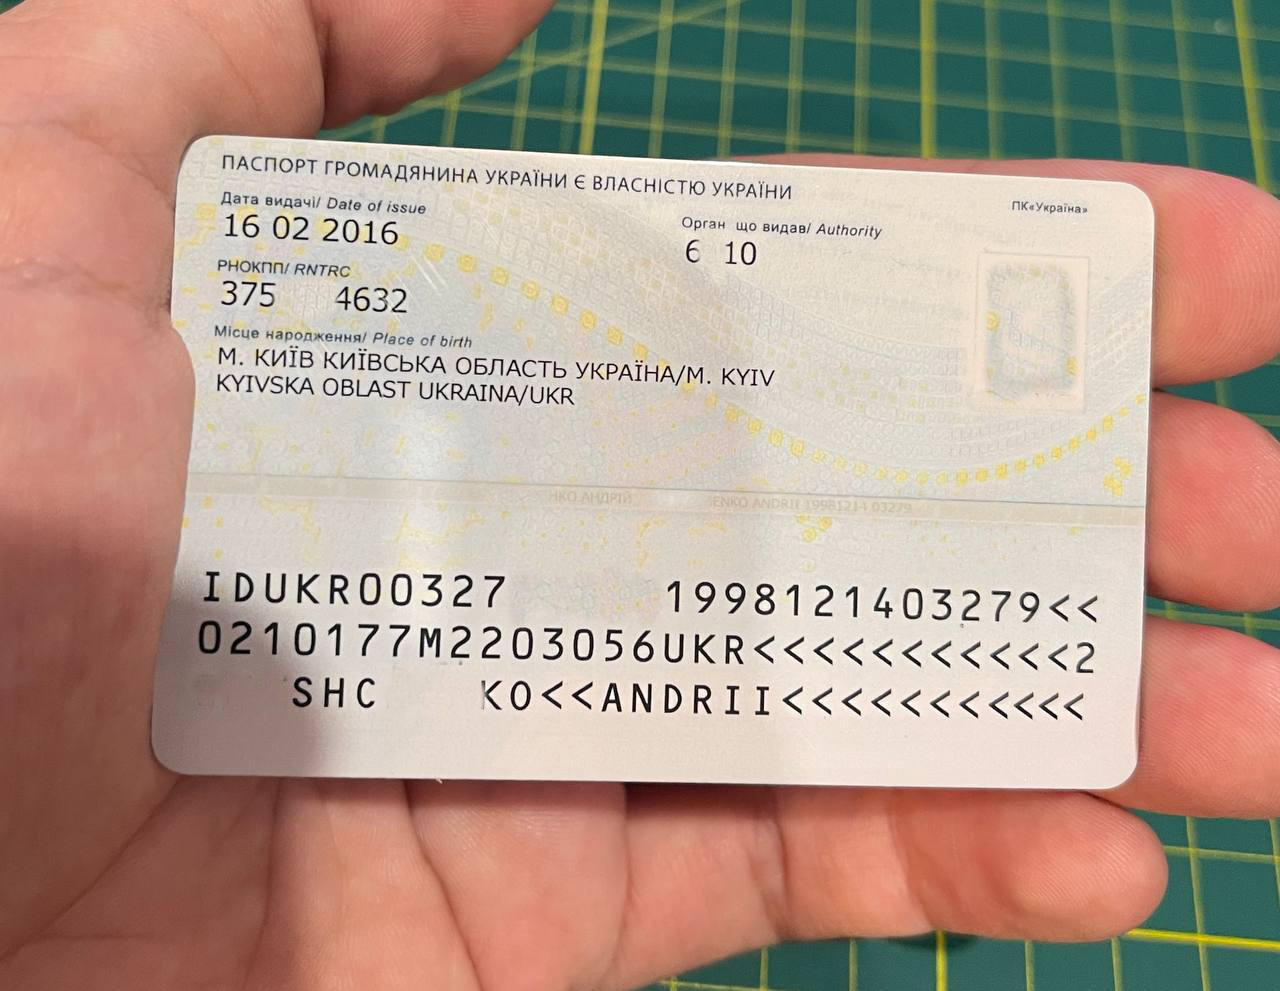 ПАСПОРТ ГРОМАДЯНИНА УКРАЇНИ Є ВЛАСНІСТЮ УКРАЇНИ
ПК«Україна»
Дата видачі/ Date of issue
16 02 2016
Орган що видав/ Authority
6 10
РНОКПП/ RNTRC
375 4632
Місце народження/ Place of birth
М. КИЇВ КИЇВСЬКА ОБЛАСТЬ УКРАЇНА/M. KYIV
KYIVSKA OBLAST UKRAINA/UKR
НКО АНДРІЙ ENKO ANDRII 19981214 03279
IDUKR00327 1998121403279<<
0210177M2203056UKR<<<<<<<<<<<2
SHC KO<<ANDRII<<<<<<<<<<<